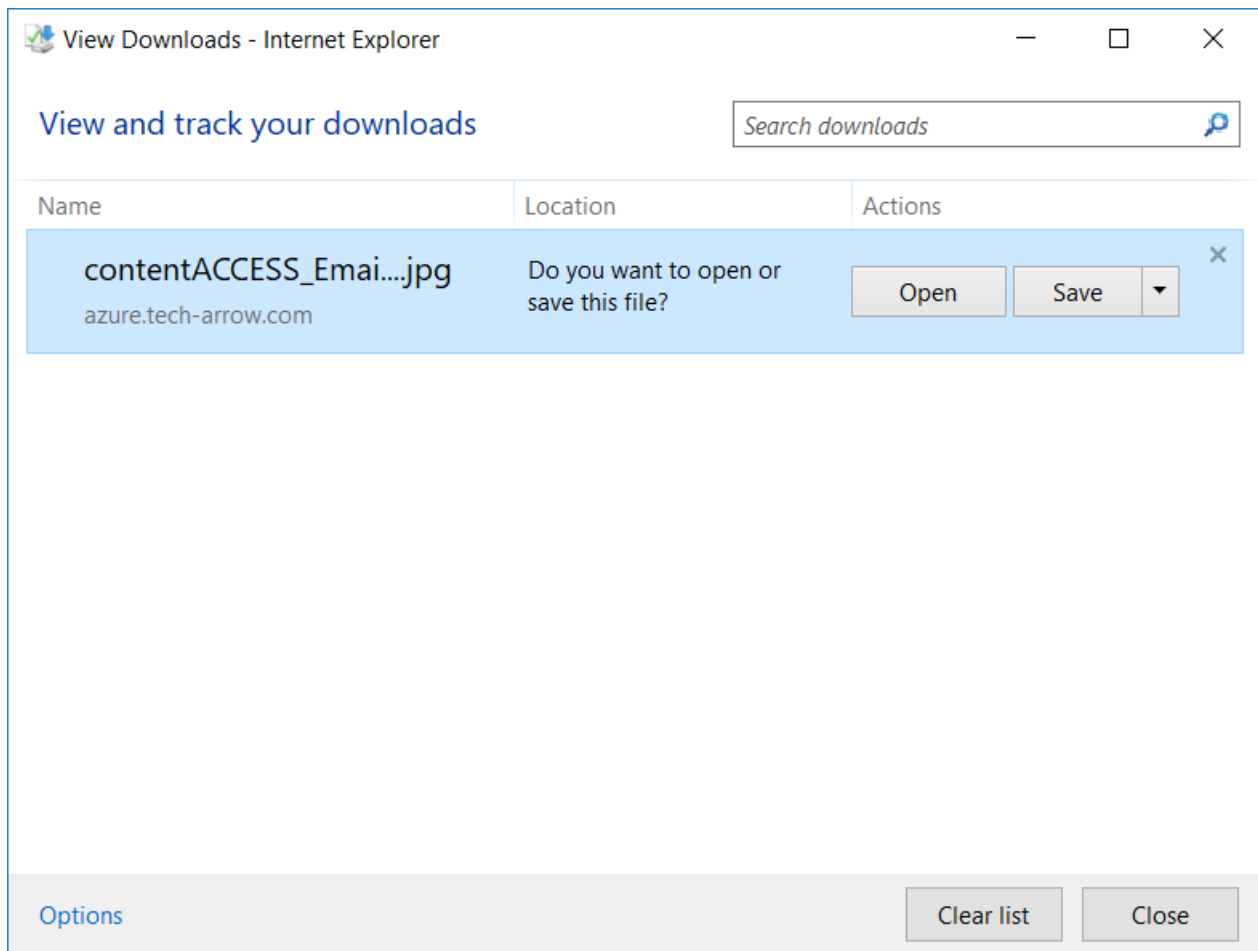 View Downloads - Internet Explorer
View and track your downloads
Search downloads
Name Location Actions
contentACCESS_Emai....jpg
azure.tech-arrow.com
Do you want to open or
save this file?
Open Save
Options Clear list Close